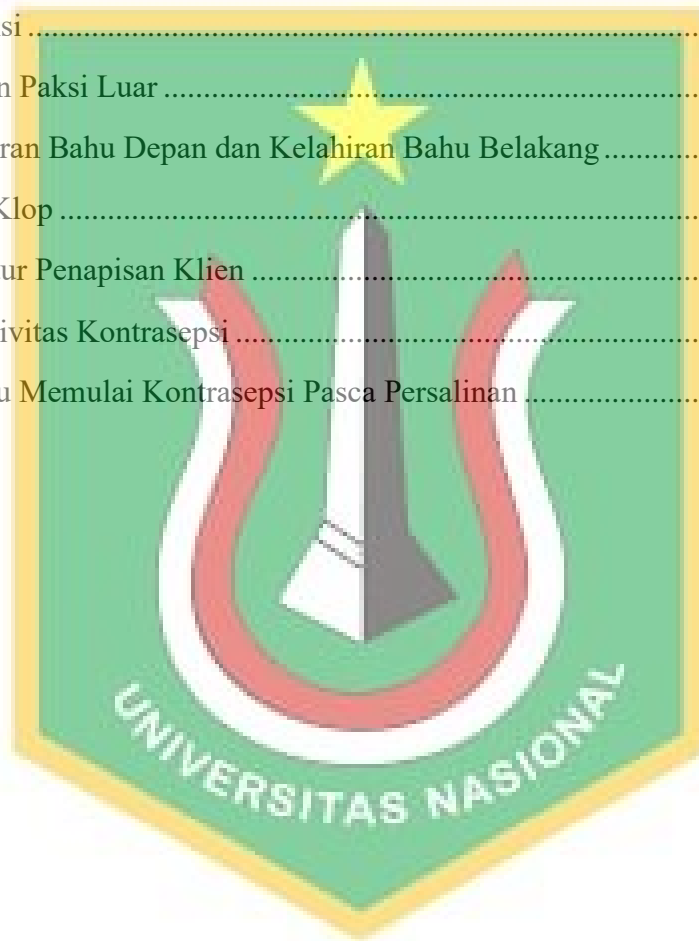 si ........................................................................
n Paksi Luar ........................................................
ran Bahu Depan dan Kelahiran Bahu Belakang ............
Klop ....................................................................
ur Penapisan Klien .............................................
ivitas Kontrasepsi ...............................................
u Memulai Kontrasepsi Pasca Persalinan ......................
UNIVERSITAS NASIONAL